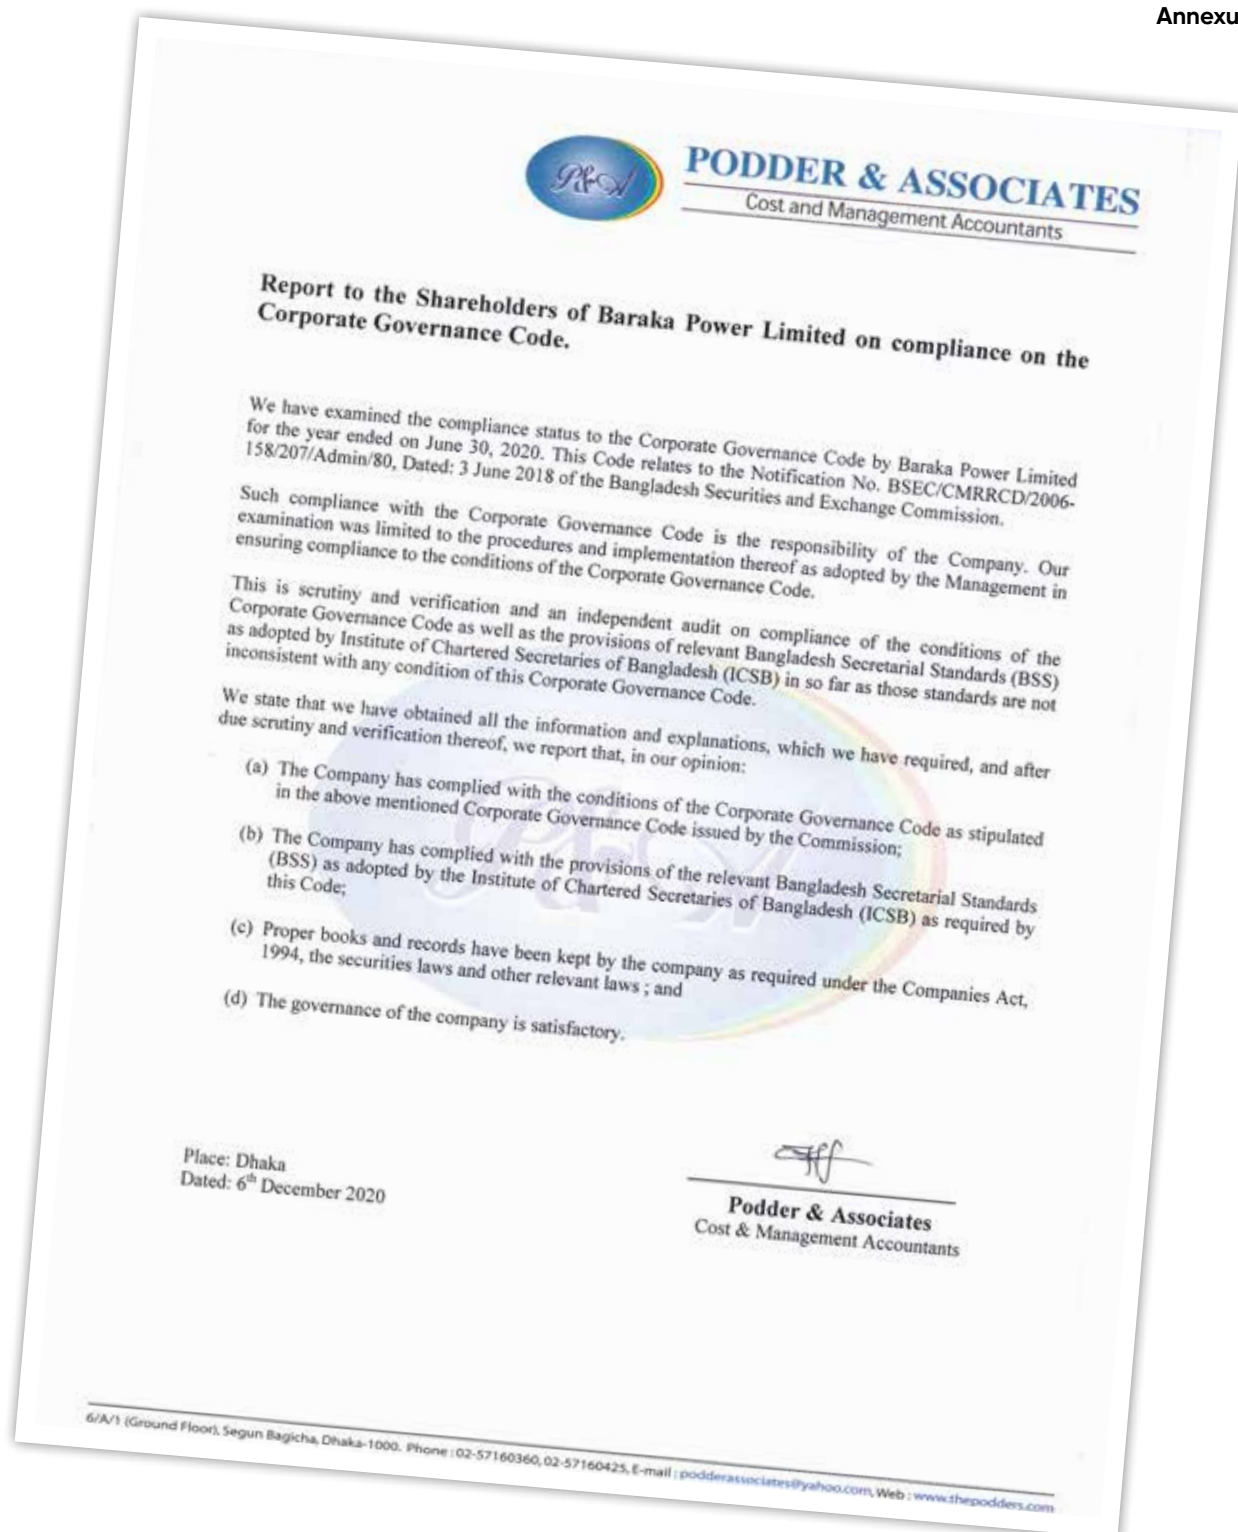 Annexu
P&A
PODDER & ASSOCIATES
Cost and Management Accountants
Report to the Shareholders of Baraka Power Limited on compliance on the
Corporate Governance Code.
We have examined the compliance status to the Corporate Governance Code by Baraka Power Limited
for the year ended on June 30, 2020. This Code relates to the Notification No. BSEC/CMRRCD/2006-
158/207/Admin/80, Dated: 3 June 2018 of the Bangladesh Securities and Exchange Commission.
Such compliance with the Corporate Governance Code is the responsibility of the Company. Our
examination was limited to the procedures and implementation thereof as adopted by the Management in
ensuring compliance to the conditions of the Corporate Governance Code.
This is scrutiny and verification and an independent audit on compliance of the conditions of the
Corporate Governance Code as well as the provisions of relevant Bangladesh Secretarial Standards (BSS)
as adopted by Institute of Chartered Secretaries of Bangladesh (ICSB) in so far as those standards are not
inconsistent with any condition of this Corporate Governance Code.
We state that we have obtained all the information and explanations, which we have required, and after
due scrutiny and verification thereof, we report that, in our opinion:
(a) The Company has complied with the conditions of the Corporate Governance Code as stipulated
in the above mentioned Corporate Governance Code issued by the Commission;
(b) The Company has complied with the provisions of the relevant Bangladesh Secretarial Standards
(BSS) as adopted by the Institute of Chartered Secretaries of Bangladesh (ICSB) as required by
this Code;
(c) Proper books and records have been kept by the company as required under the Companies Act,
1994, the securities laws and other relevant laws ; and
(d) The governance of the company is satisfactory.
Place: Dhaka
Dated: 6th December 2020
Podder & Associates
Cost & Management Accountants
6/A/1 (Ground Floor), Segun Bagicha, Dhaka-1000. Phone : 02-57160360, 02-57160425, E-mail : podderassociates@yahoo.com, Web : www.thepodders.com